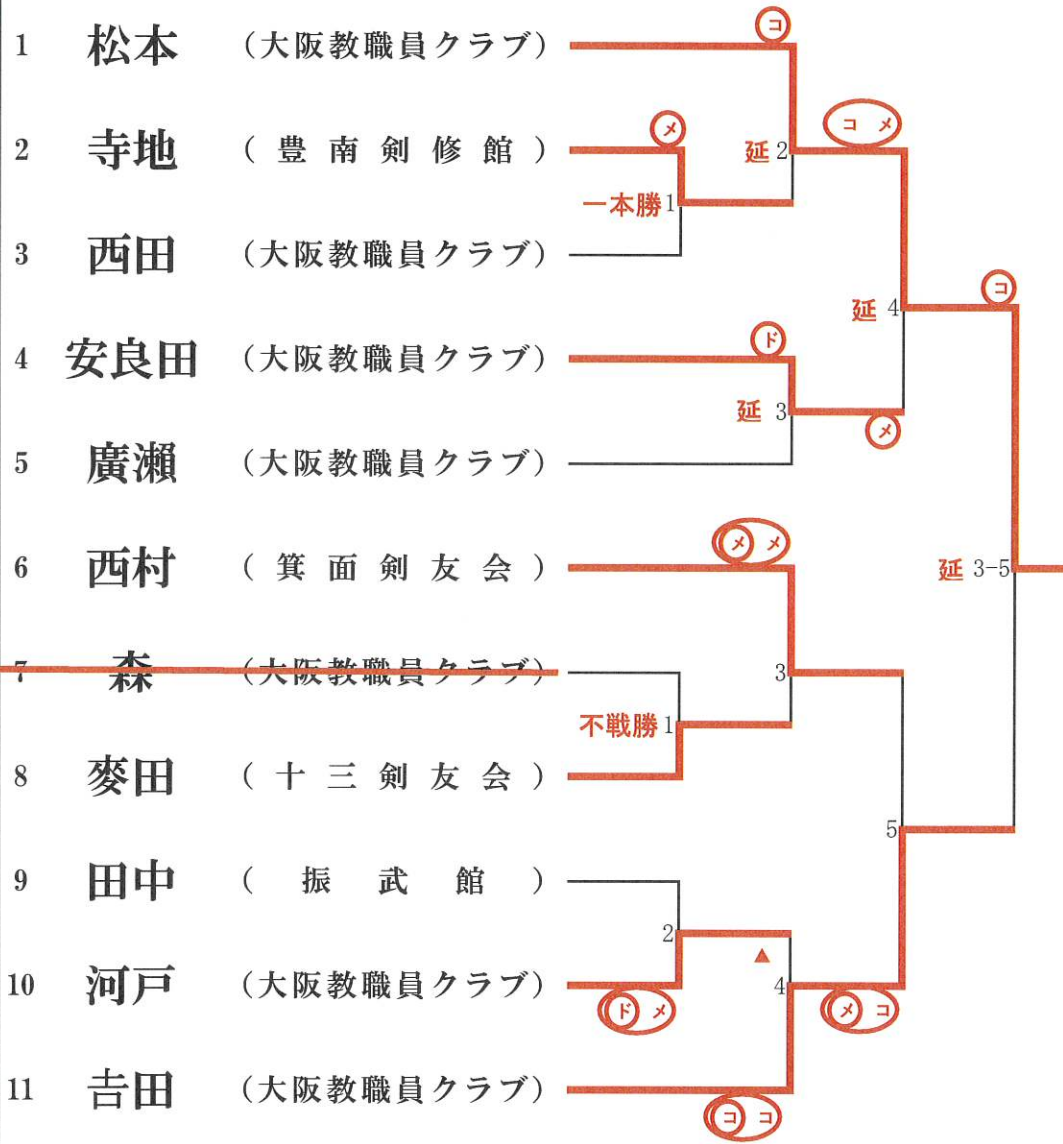 1 松本 (大阪教職員クラブ)
コ
2 寺地 (豊南剣修館)
メ
延 2
コ メ
一本勝 1
3 西田 (大阪教職員クラブ)
コ
延 4
4 安良田 (大阪教職員クラブ)
ド
延 3
メ
5 廣瀬 (大阪教職員クラブ)
6 西村 (箕面剣友会)
メ メ
延 3-5
7 森 (大阪教職員クラブ)
3
不戦勝 1
8 麥田 (十三剣友会)
5
9 田中 (振武館)
2
10 河戸 (大阪教職員クラブ)
ド メ
4
メ コ
11 𠮷田 (大阪教職員クラブ)
コ コ